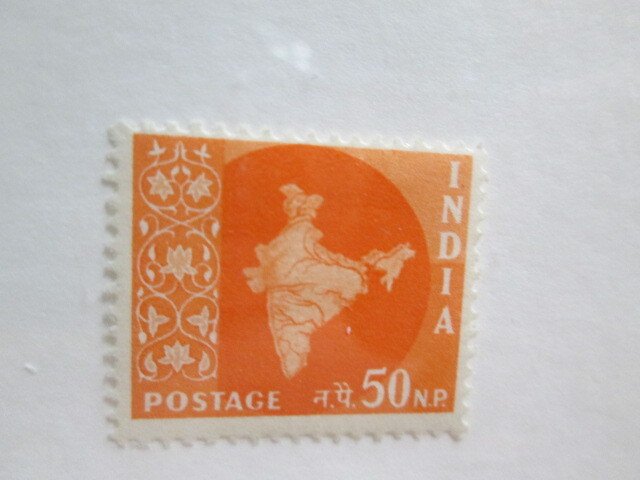 INDIA
POSTAGE न.पै. 50 N.P.